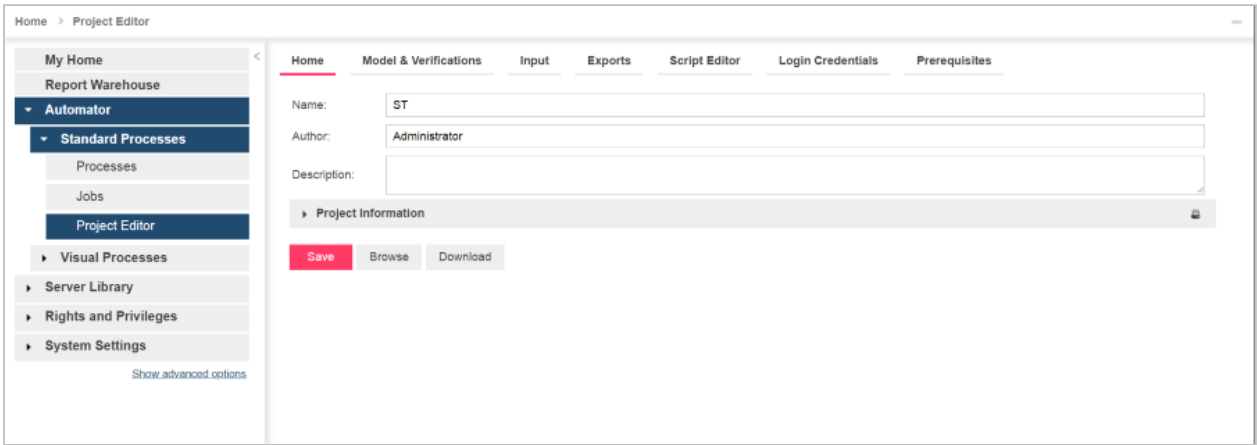 Home > Project Editor
My Home
Report Warehouse
Automator
Standard Processes
Processes
Jobs
Project Editor
Visual Processes
Server Library
Rights and Privileges
System Settings
Show advanced options
Home Model & Verifications Input Exports Script Editor Login Credentials Prerequisites
Name: ST
Author: Administrator
Description:
Project Information
Save Browse Download